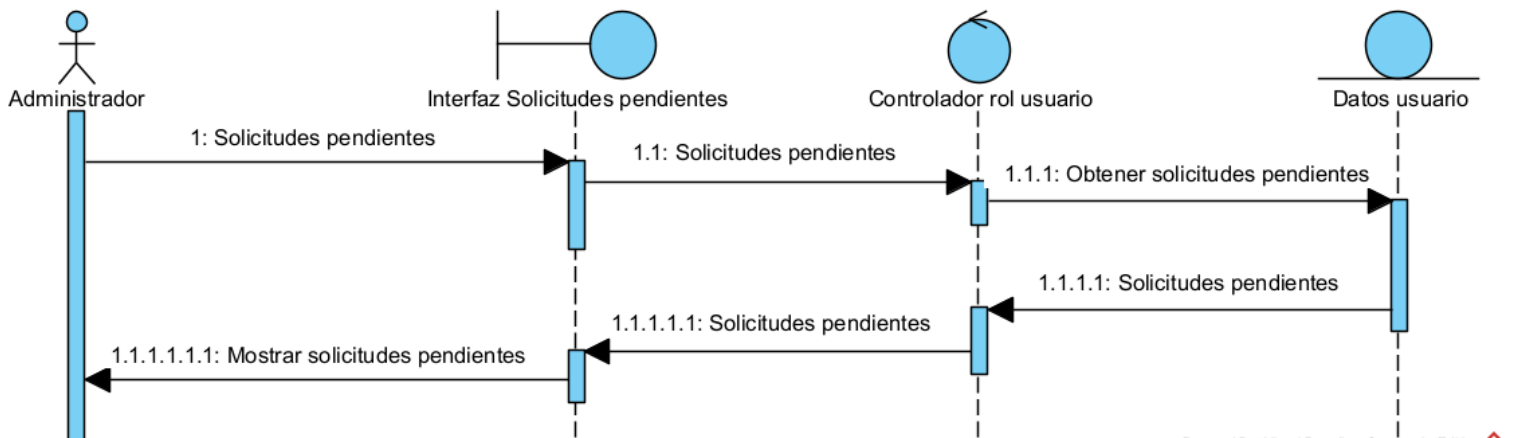 Administrador
Interfaz Solicitudes pendientes
Controlador rol usuario
Datos usuario
1: Solicitudes pendientes
1.1: Solicitudes pendientes
1.1.1: Obtener solicitudes pendientes
1.1.1.1: Solicitudes pendientes
1.1.1.1.1: Solicitudes pendientes
1.1.1.1.1.1: Mostrar solicitudes pendientes